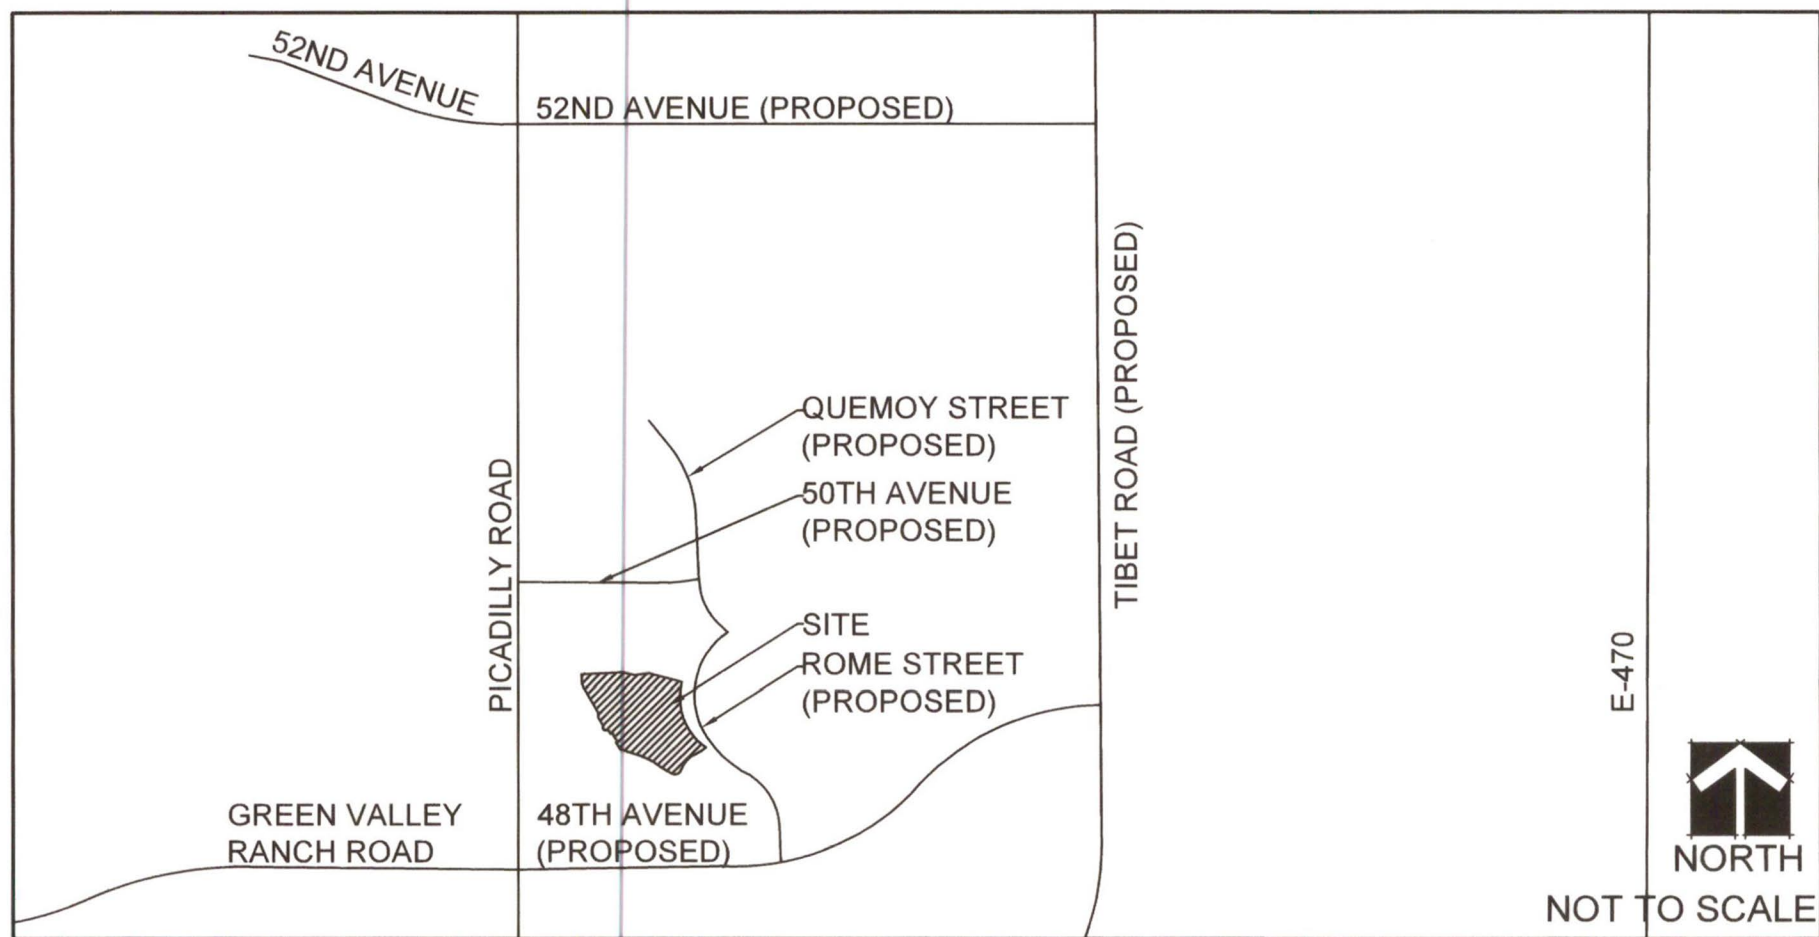 52ND AVENUE
52ND AVENUE (PROPOSED)
TIBET ROAD (PROPOSED)
QUEMOY STREET
(PROPOSED)
50TH AVENUE
(PROPOSED)
PICADILLY ROAD
SITE
ROME STREET
(PROPOSED)
E-470
GREEN VALLEY
RANCH ROAD
48TH AVENUE
(PROPOSED)
NORTH
NOT TO SCALE